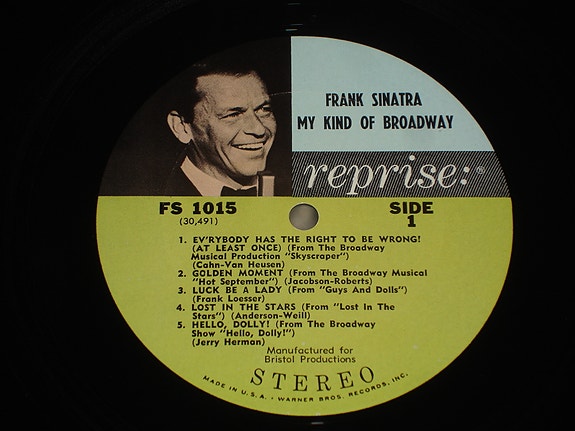 FRANK SINATRA
MY KIND OF BROADWAY
reprise:®
FS 1015
(30,491)
SIDE
1
1. EV'RYBODY HAS THE RIGHT TO BE WRONG!
(AT LEAST ONCE) (From The Broadway
Musical Production "Skyscraper")
(Cahn-Van Heusen)
2. GOLDEN MOMENT (From The Broadway Musical
"Hot September") (Jacobson-Roberts)
3. LUCK BE A LADY (From "Guys And Dolls")
(Frank Loesser)
4. LOST IN THE STARS (From "Lost In The
Stars") (Anderson-Weill)
5. HELLO, DOLLY! (From The Broadway
Show "Hello, Dolly!")
(Jerry Herman)
Manufactured for
Bristol Productions
STEREO
MADE IN U.S.A. • WARNER BROS. RECORDS, INC.